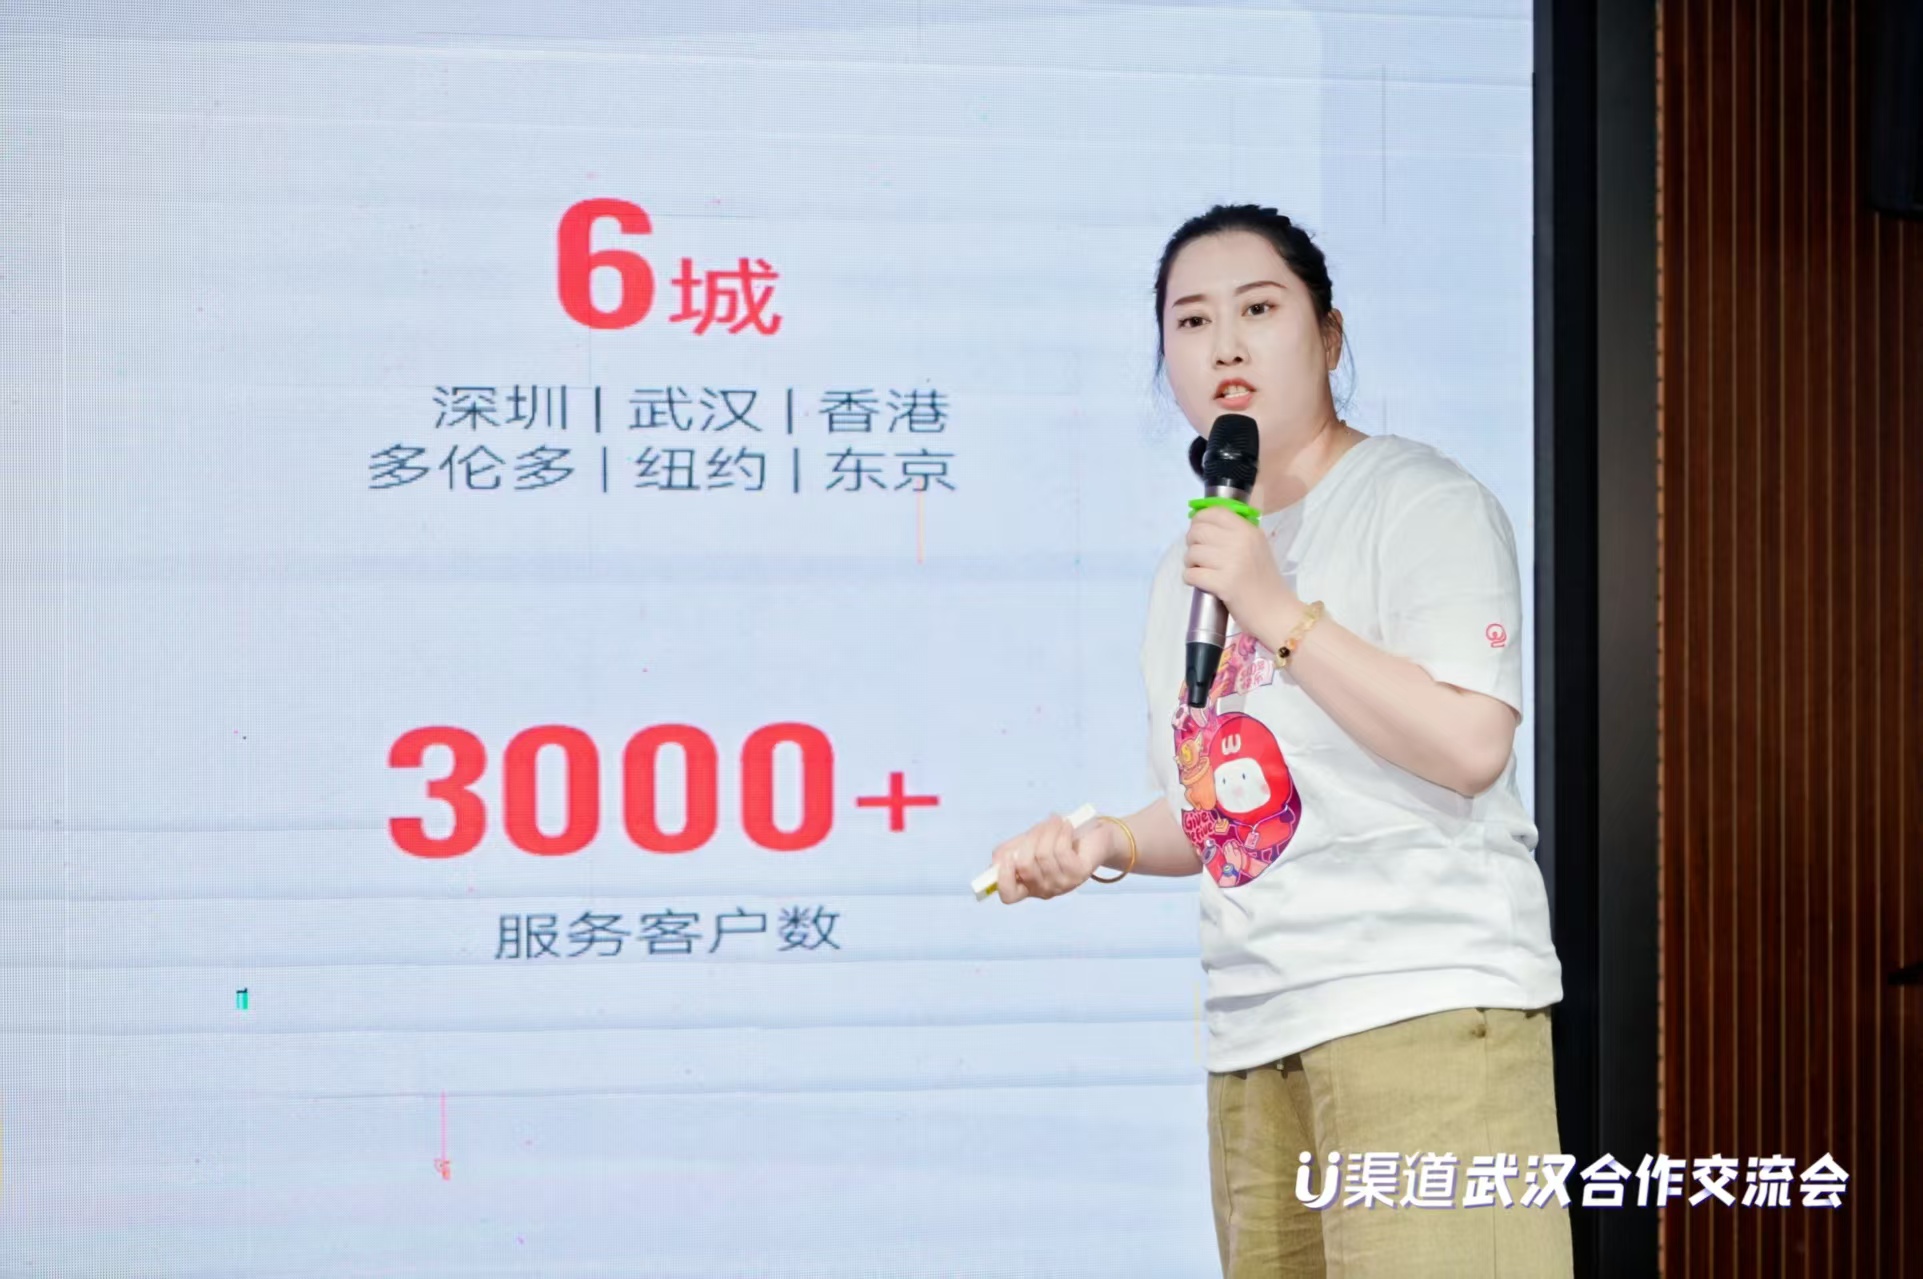 6城
深圳 | 武汉 | 香港
多伦多 | 纽约 | 东京
3000+
服务客户数
Give
U渠道武汉合作交流会